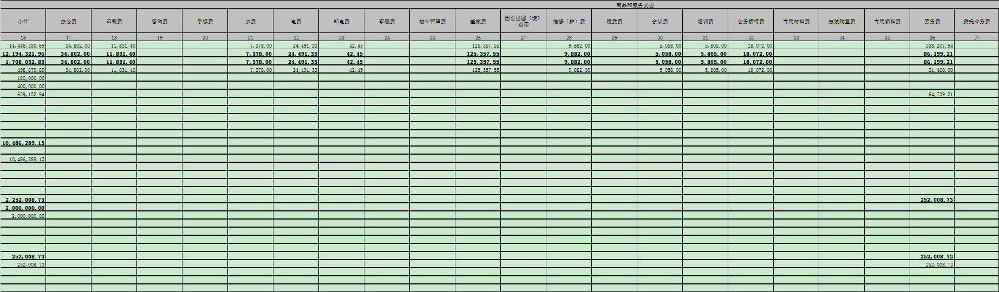 商品和服务支出
小计 办公费 印刷费 咨询费 手续费 水费 电费 邮电费 取暖费 物业管理费 差旅费 因公出国（境）费用 维修（护）费 租赁费 会议费 培训费 公务接待费 专用材料费 被装购置费 专用燃料费 劳务费 委托业务费
16 17 18 19 20 21 22 23 24 25 26 27 28 29 30 31 32 33 34 35 36 37
14,446,330.69 34,802.00 11,831.40 7,378.00 24,491.33 42.45 125,357.55 9,882.00 5,058.00 5,805.00 18,072.00 338,207.94
12,194,321.96 34,802.00 11,831.40 7,378.00 24,491.33 42.45 125,357.55 9,882.00 5,058.00 5,805.00 18,072.00 86,199.21
1,708,032.83 34,802.00 11,831.40 7,378.00 24,491.33 42.45 125,357.55 9,882.00 5,058.00 5,805.00 18,072.00 86,199.21
498,879.89 34,802.00 11,831.40 7,378.00 24,491.33 42.45 125,357.55 9,882.00 5,058.00 5,805.00 18,072.00 21,460.00
180,000.00
400,000.00
629,152.94 64,739.21
10,486,289.13
10,486,289.13
2,252,008.73 252,008.73
2,000,000.00
2,000,000.00
252,008.73 252,008.73
252,008.73 252,008.73